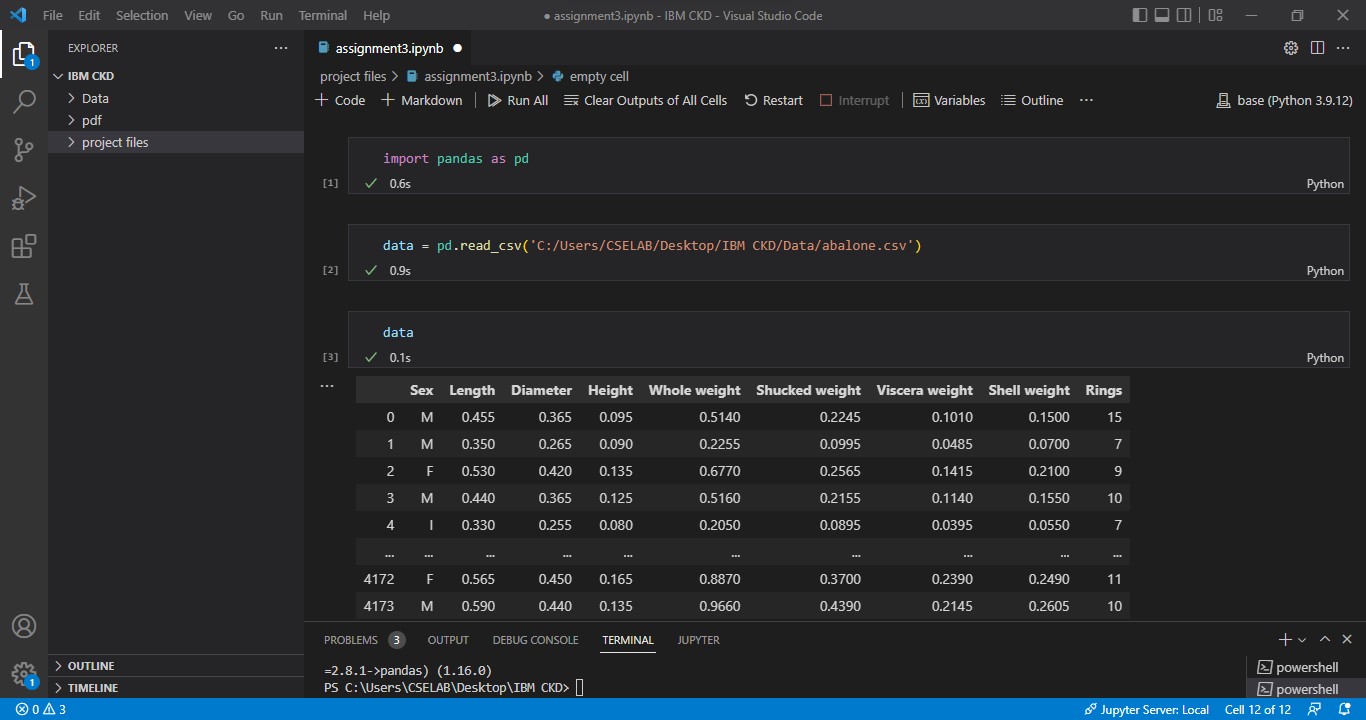 File Edit Selection View Go Run Terminal Help ● assignment3.ipynb - IBM CKD - Visual Studio Code
EXPLORER
1
IBM CKD
Data
pdf
project files
OUTLINE
TIMELINE
1
assignment3.ipynb ●
project files > assignment3.ipynb > empty cell
+ Code + Markdown Run All Clear Outputs of All Cells Restart Interrupt Variables Outline ... base (Python 3.9.12)
import pandas as pd
[1] ✓ 0.6s Python
data = pd.read_csv('C:/Users/CSELAB/Desktop/IBM CKD/Data/abalone.csv')
[2] ✓ 0.9s Python
data
[3] ✓ 0.1s Python
... Sex Length Diameter Height Whole weight Shucked weight Viscera weight Shell weight Rings
0 M 0.455 0.365 0.095 0.5140 0.2245 0.1010 0.1500 15
1 M 0.350 0.265 0.090 0.2255 0.0995 0.0485 0.0700 7
2 F 0.530 0.420 0.135 0.6770 0.2565 0.1415 0.2100 9
3 M 0.440 0.365 0.125 0.5160 0.2155 0.1140 0.1550 10
4 I 0.330 0.255 0.080 0.2050 0.0895 0.0395 0.0550 7
... ... ... ... ... ... ... ... ... ...
4172 F 0.565 0.450 0.165 0.8870 0.3700 0.2390 0.2490 11
4173 M 0.590 0.440 0.135 0.9660 0.4390 0.2145 0.2605 10
PROBLEMS 3 OUTPUT DEBUG CONSOLE TERMINAL JUPYTER
=2.8.1->pandas) (1.16.0)
PS C:\Users\CSELAB\Desktop\IBM CKD>
powershell
powershell
0 3 Jupyter Server: Local Cell 12 of 12